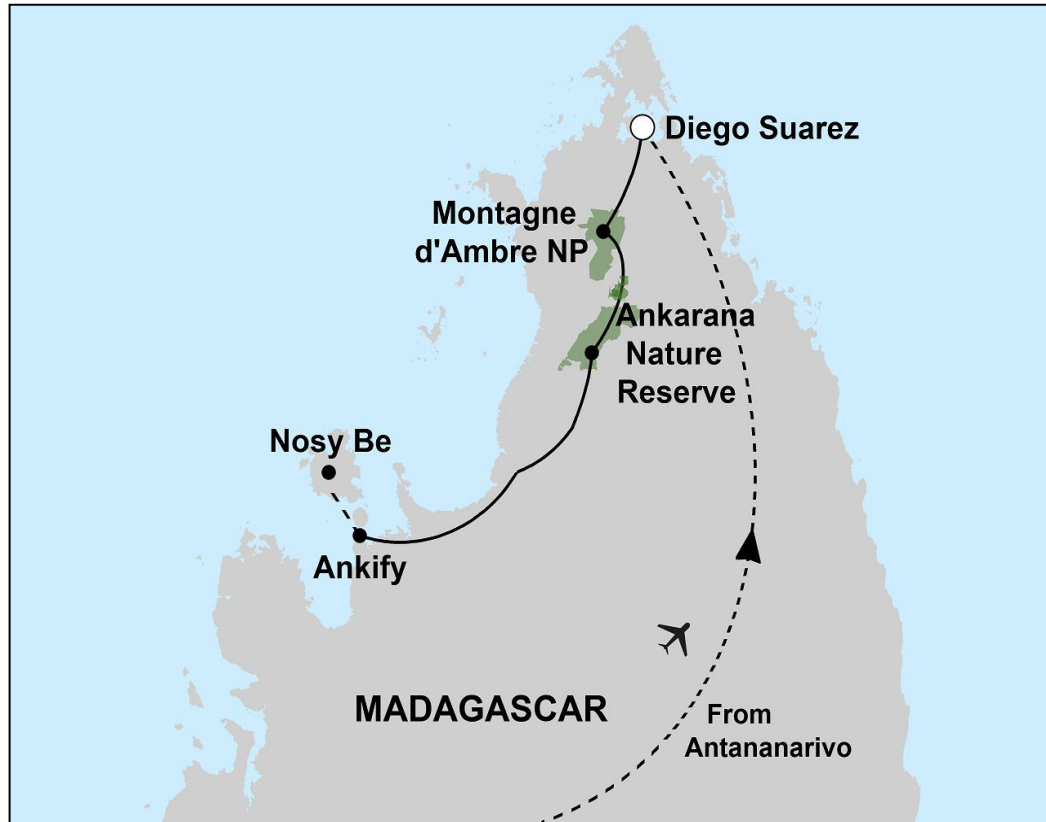 Diego Suarez
Montagne
d'Ambre NP
Ankarana
Nature
Reserve
Nosy Be
Ankify
MADAGASCAR
From
Antananarivo